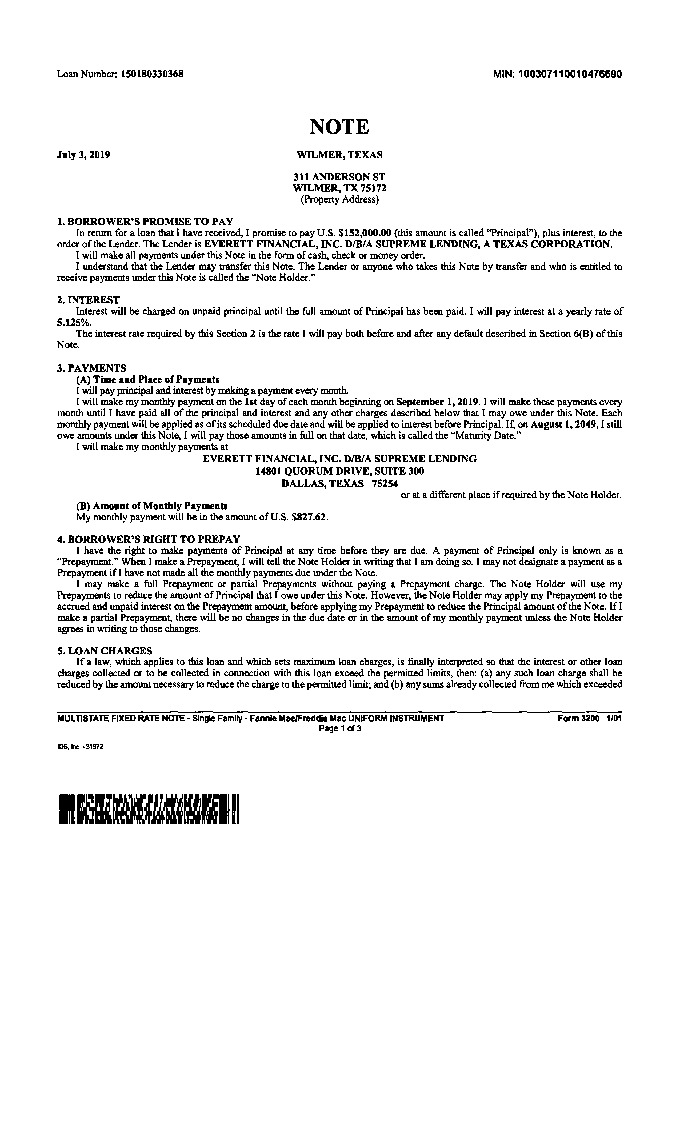 Loan Number: 150180330368 MIN: 100307110010476690
NOTE
July 3, 2019 WILMER, TEXAS
311 ANDERSON ST
WILMER, TX 75172
(Property Address)
1. BORROWER'S PROMISE TO PAY
In return for a loan that I have received, I promise to pay U.S. $152,000.00 (this amount is called "Principal"), plus interest, to the
order of the Lender. The Lender is EVERETT FINANCIAL, INC. D/B/A SUPREME LENDING, A TEXAS CORPORATION.
I will make all payments under this Note in the form of cash, check or money order.
I understand that the Lender may transfer this Note. The Lender or anyone who takes this Note by transfer and who is entitled to
receive payments under this Note is called the "Note Holder."
2. INTEREST
Interest will be charged on unpaid principal until the full amount of Principal has been paid. I will pay interest at a yearly rate of
5.125%.
The interest rate required by this Section 2 is the rate I will pay both before and after any default described in Section 6(B) of this
Note.
3. PAYMENTS
(A) Time and Place of Payments
I will pay principal and interest by making a payment every month.
I will make my monthly payment on the 1st day of each month beginning on September 1, 2019. I will make these payments every
month until I have paid all of the principal and interest and any other charges described below that I may owe under this Note. Each
monthly payment will be applied as of its scheduled due date and will be applied to interest before Principal. If, on August 1, 2049, I still
owe amounts under this Note, I will pay those amounts in full on that date, which is called the "Maturity Date."
I will make my monthly payments at
EVERETT FINANCIAL, INC. D/B/A SUPREME LENDING
14801 QUORUM DRIVE, SUITE 300
DALLAS, TEXAS 75254
or at a different place if required by the Note Holder.
(B) Amount of Monthly Payments
My monthly payment will be in the amount of U.S. $827.62.
4. BORROWER'S RIGHT TO PREPAY
I have the right to make payments of Principal at any time before they are due. A payment of Principal only is known as a
"Prepayment." When I make a Prepayment, I will tell the Note Holder in writing that I am doing so. I may not designate a payment as a
Prepayment if I have not made all the monthly payments due under the Note.
I may make a full Prepayment or partial Prepayments without paying a Prepayment charge. The Note Holder will use my
Prepayments to reduce the amount of Principal that I owe under this Note. However, the Note Holder may apply my Prepayment to the
accrued and unpaid interest on the Prepayment amount, before applying my Prepayment to reduce the Principal amount of the Note. If I
make a partial Prepayment, there will be no changes in the due date or in the amount of my monthly payment unless the Note Holder
agrees in writing to those changes.
5. LOAN CHARGES
If a law, which applies to this loan and which sets maximum loan charges, is finally interpreted so that the interest or other loan
charges collected or to be collected in connection with this loan exceed the permitted limits, then: (a) any such loan charge shall be
reduced by the amount necessary to reduce the charge to the permitted limit; and (b) any sums already collected from me which exceeded
MULTISTATE FIXED RATE NOTE - Single Family - Fannie Mae/Freddie Mac UNIFORM INSTRUMENT Form 3200 1/01
Page 1 of 3
IDS, Inc. - 31972